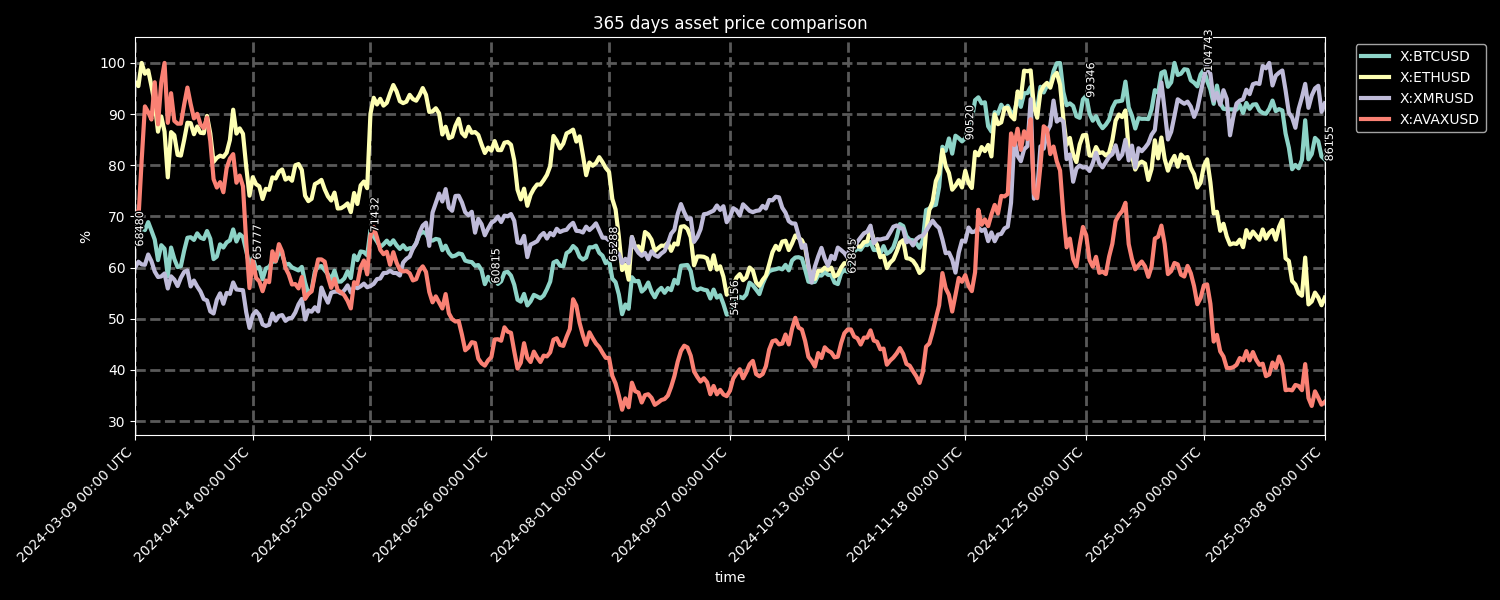 365 days asset price comparison
X:BTCUSD
X:ETHUSD
X:XMRUSD
X:AVAXUSD
%
100
90
80
70
60
50
40
30
68480
65777
71432
60815
65288
54156
62845
90520
99346
104743
86155
2024-03-09 00:00 UTC
2024-04-14 00:00 UTC
2024-05-20 00:00 UTC
2024-06-26 00:00 UTC
2024-08-01 00:00 UTC
2024-09-07 00:00 UTC
2024-10-13 00:00 UTC
2024-11-18 00:00 UTC
2024-12-25 00:00 UTC
2025-01-30 00:00 UTC
2025-03-08 00:00 UTC
time